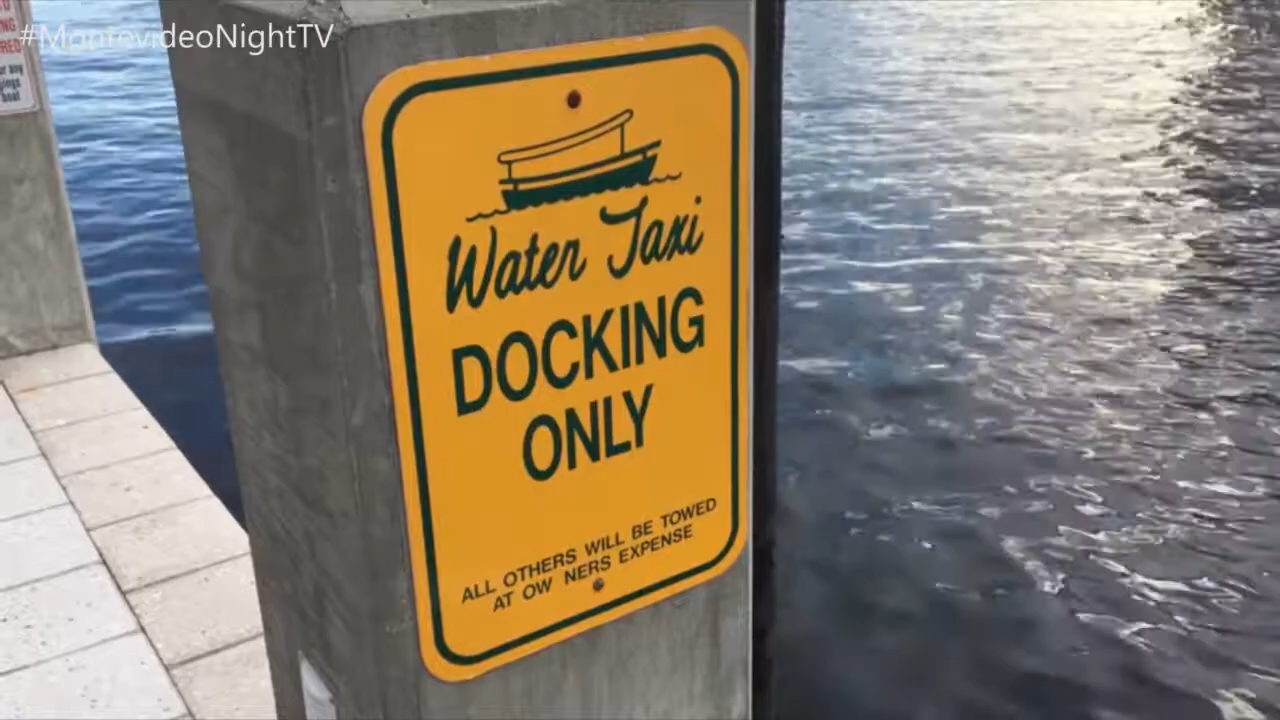 #MontevideoNightTV
Water Taxi
DOCKING
ONLY
ALL OTHERS WILL BE TOWED
AT OW NERS EXPENSE